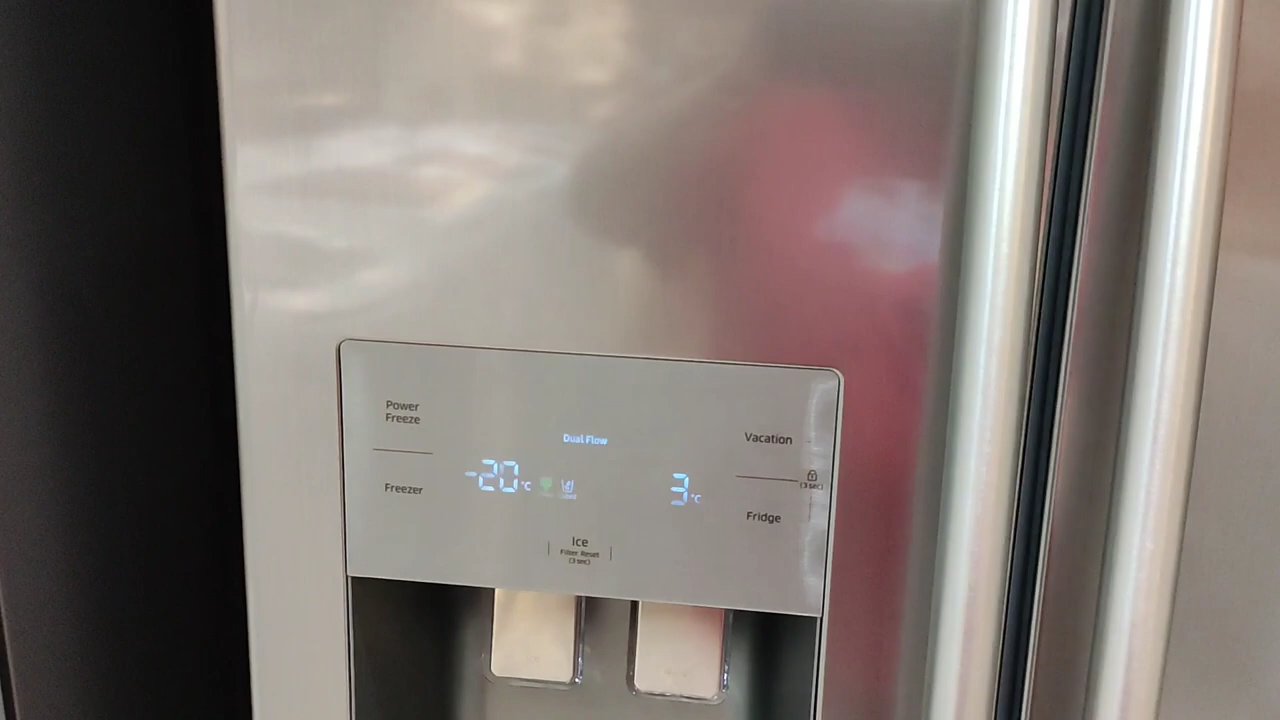 Power
Freeze
Dual Flow
Vacation
-20°C
3°C
(3 sec)
Freezer
Fridge
Ice
Filter Reset
(3 sec)